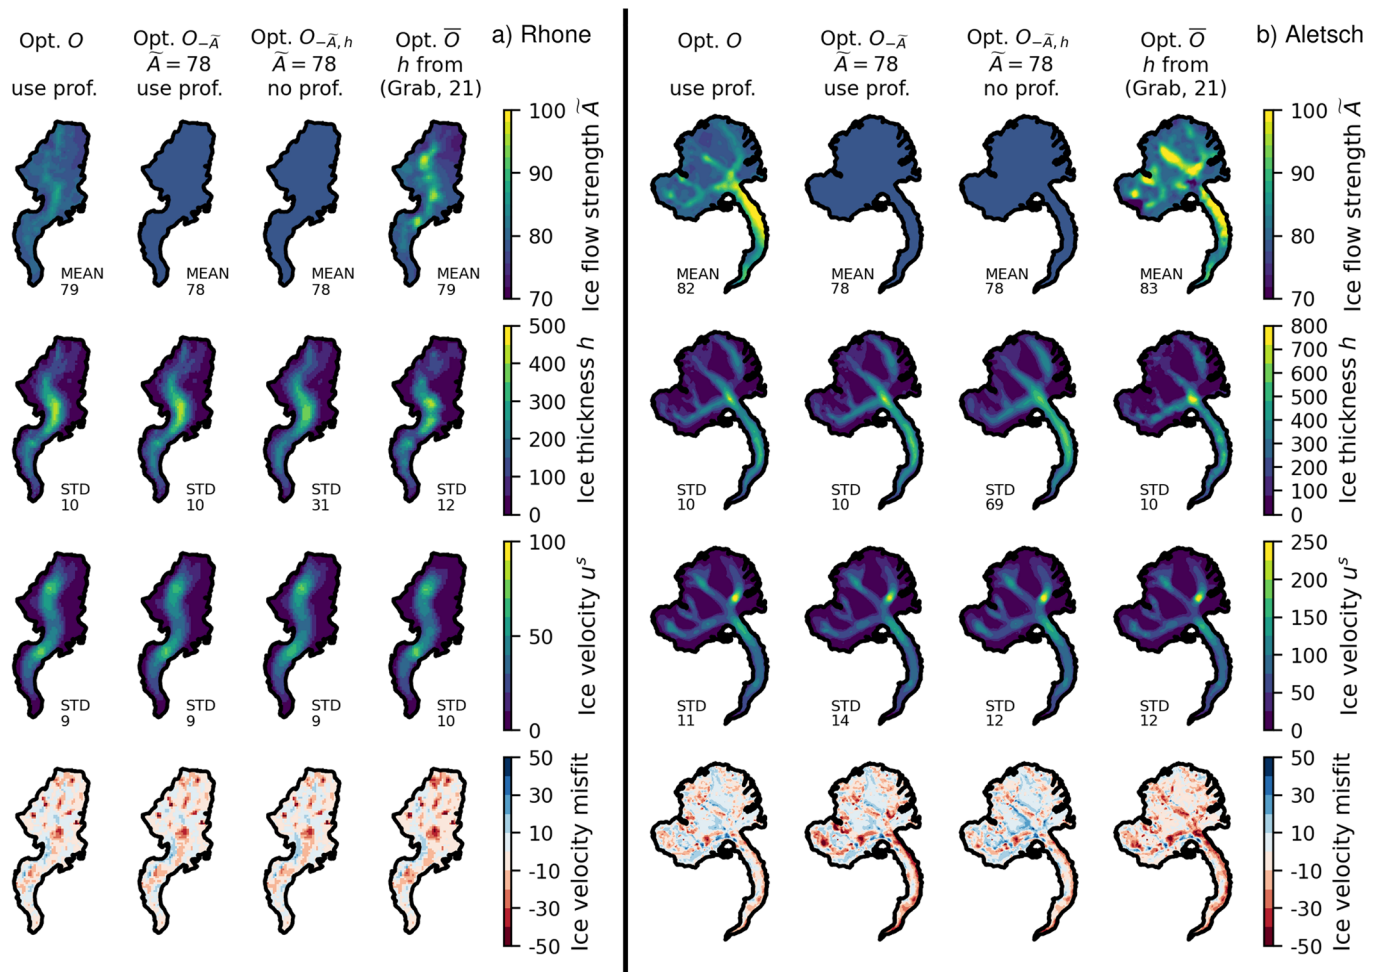 a) Rhone
Opt. O
use prof.
Opt. O₋Ã
Ã = 78
use prof.
Opt. O₋Ã, h
Ã = 78
no prof.
Opt. O̅
h from
(Grab, 21)
MEAN
79
MEAN
78
MEAN
78
MEAN
79
100
90
80
70
Ice flow strength Ã
STD
10
STD
10
STD
31
STD
12
500
400
300
200
100
0
Ice thickness h
STD
9
STD
9
STD
9
STD
10
100
50
0
Ice velocity uˢ
50
30
10
-10
-30
-50
Ice velocity misfit
b) Aletsch
Opt. O
use prof.
Opt. O₋Ã
Ã = 78
use prof.
Opt. O₋Ã, h
Ã = 78
no prof.
Opt. O̅
h from
(Grab, 21)
MEAN
82
MEAN
78
MEAN
78
MEAN
83
100
90
80
70
Ice flow strength Ã
STD
10
STD
10
STD
69
STD
10
800
700
600
500
400
300
200
100
0
Ice thickness h
STD
11
STD
14
STD
12
STD
12
250
200
150
100
50
0
Ice velocity uˢ
50
30
10
-10
-30
-50
Ice velocity misfit